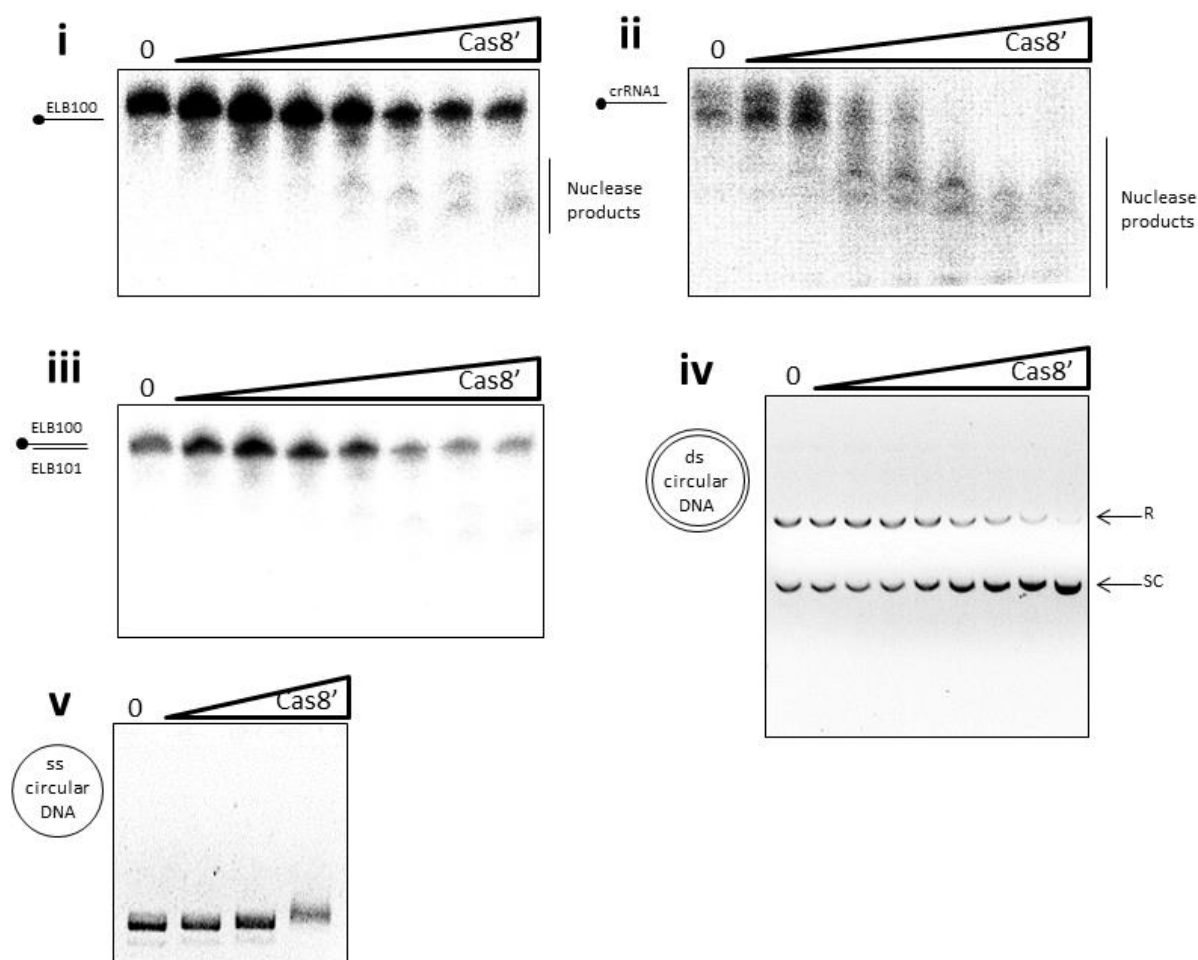 i
0
Cas8’
ELB100
Nuclease
products
ii
0
Cas8’
crRNA1
Nuclease
products
iii
0
Cas8’
ELB100
ELB101
iv
0
Cas8’
ds
circular
DNA
R
SC
v
0
Cas8’
ss
circular
DNA